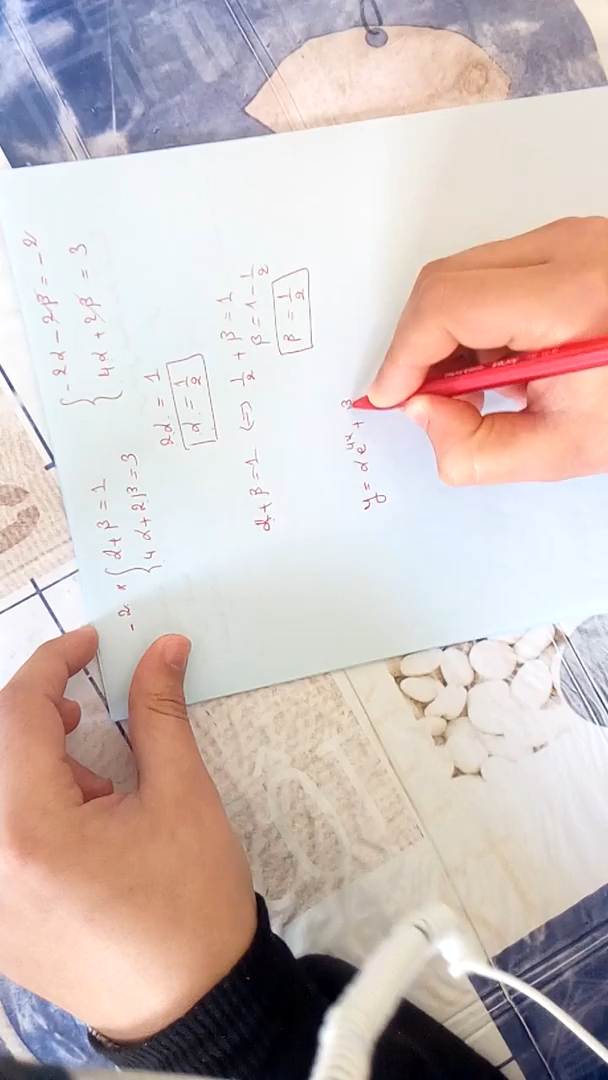 -2 × { α + β = 1
{ 4α + 2β = 3
{ -2α - 2β = -2
{ 4α + 2β = 3
2α = 1
α = 1/2
α + β = 1 (=) 1/2 + β = 1
β = 1 - 1/2
β = 1/2
y = αe^4x +